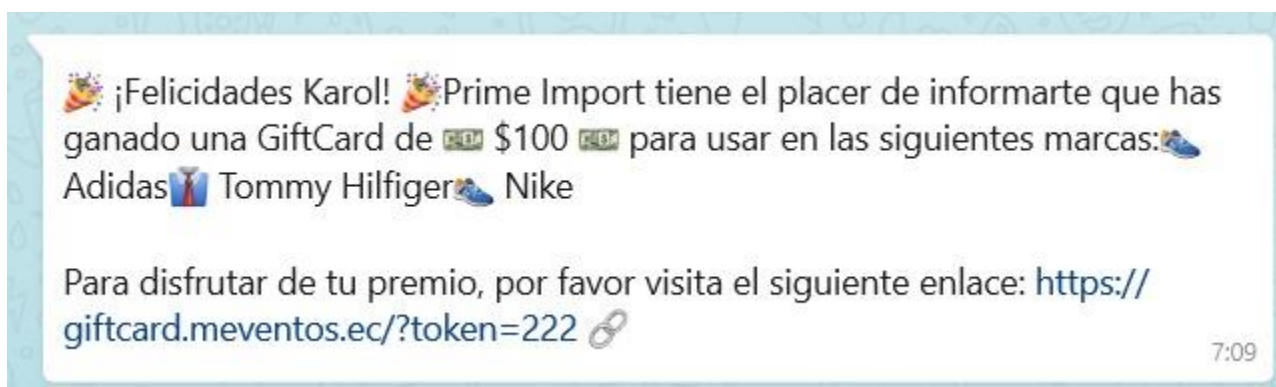 🎉 ¡Felicidades Karol! 🎉Prime Import tiene el placer de informarte que has
ganado una GiftCard de 💵 $100 💵 para usar en las siguientes marcas:👟
Adidas👔 Tommy Hilfiger👟 Nike
Para disfrutar de tu premio, por favor visita el siguiente enlace: https://
giftcard.meventos.ec/?token=222 🔗
7:09